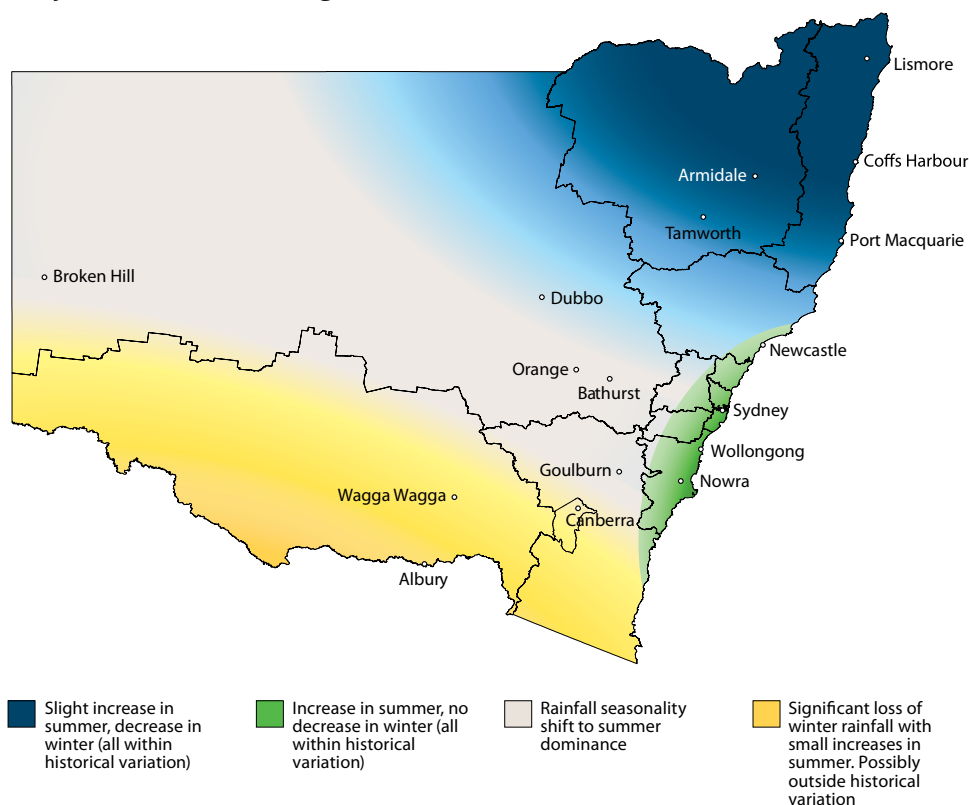 Lismore
Coffs Harbour
Armidale
Tamworth
Port Macquarie
Broken Hill
Dubbo
Newcastle
Orange
Bathurst
Sydney
Wollongong
Goulburn
Nowra
Wagga Wagga
Canberra
Albury
Slight increase in
summer, decrease in
winter (all within
historical variation)
Increase in summer, no
decrease in winter (all
within historical
variation)
Rainfall seasonality
shift to summer
dominance
Significant loss of
winter rainfall with
small increases in
summer. Possibly
outside historical
variation